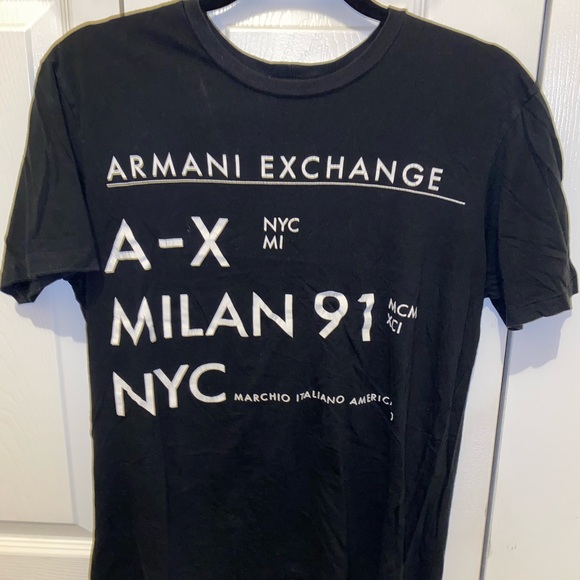 ARMANI EXCHANGE
A-X NYC
MI
MILAN 91 MCM
XCI
NYC MARCHIO ITALIANO